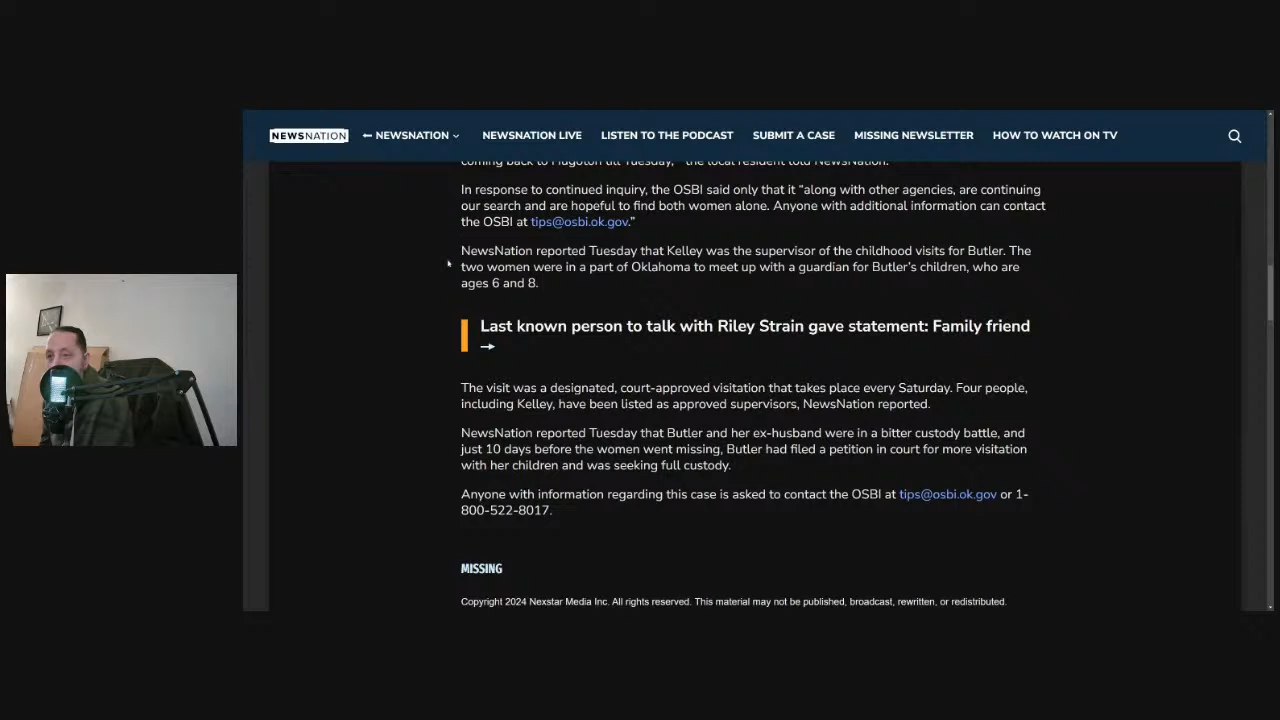 NEWSNATION
NEWSNATION
NEWSNATION LIVE
LISTEN TO THE PODCAST
SUBMIT A CASE
MISSING NEWSLETTER
HOW TO WATCH ON TV
coming back to Hugoton till Tuesday,” the local resident told NewsNation.
In response to continued inquiry, the OSBI said only that it “along with other agencies, are continuing
our search and are hopeful to find both women alone. Anyone with additional information can contact
the OSBI at tips@osbi.ok.gov.”
NewsNation reported Tuesday that Kelley was the supervisor of the childhood visits for Butler. The
two women were in a part of Oklahoma to meet up with a guardian for Butler’s children, who are
ages 6 and 8.
Last known person to talk with Riley Strain gave statement: Family friend
The visit was a designated, court-approved visitation that takes place every Saturday. Four people,
including Kelley, have been listed as approved supervisors, NewsNation reported.
NewsNation reported Tuesday that Butler and her ex-husband were in a bitter custody battle, and
just 10 days before the women went missing, Butler had filed a petition in court for more visitation
with her children and was seeking full custody.
Anyone with information regarding this case is asked to contact the OSBI at tips@osbi.ok.gov or 1-
800-522-8017.
MISSING
Copyright 2024 Nexstar Media Inc. All rights reserved. This material may not be published, broadcast, rewritten, or redistributed.